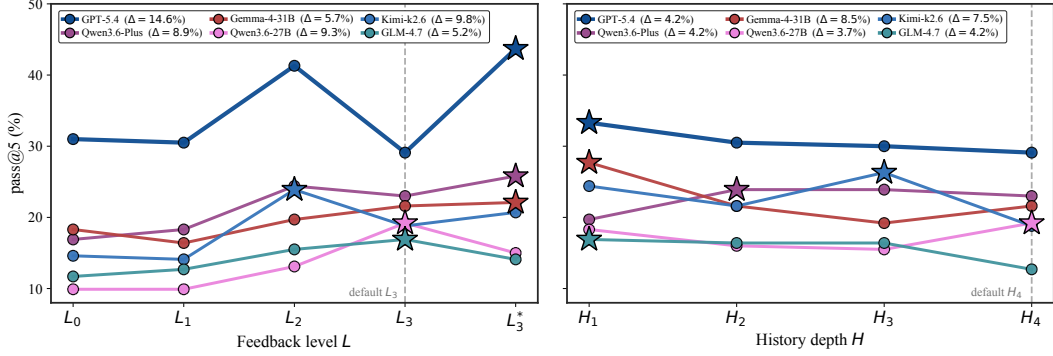 GPT-5.4 (Δ = 14.6%) Gemma-4-31B (Δ = 5.7%) Kimi-k2.6 (Δ = 9.8%)
Qwen3.6-Plus (Δ = 8.9%) Qwen3.6-27B (Δ = 9.3%) GLM-4.7 (Δ = 5.2%)
50
40
30
20
10
pass@5 (%)
default L₃
L₀ L₁ L₂ L₃ L₃*
Feedback level L
GPT-5.4 (Δ = 4.2%) Gemma-4-31B (Δ = 8.5%) Kimi-k2.6 (Δ = 7.5%)
Qwen3.6-Plus (Δ = 4.2%) Qwen3.6-27B (Δ = 3.7%) GLM-4.7 (Δ = 4.2%)
default H₄
H₁ H₂ H₃ H₄
History depth H